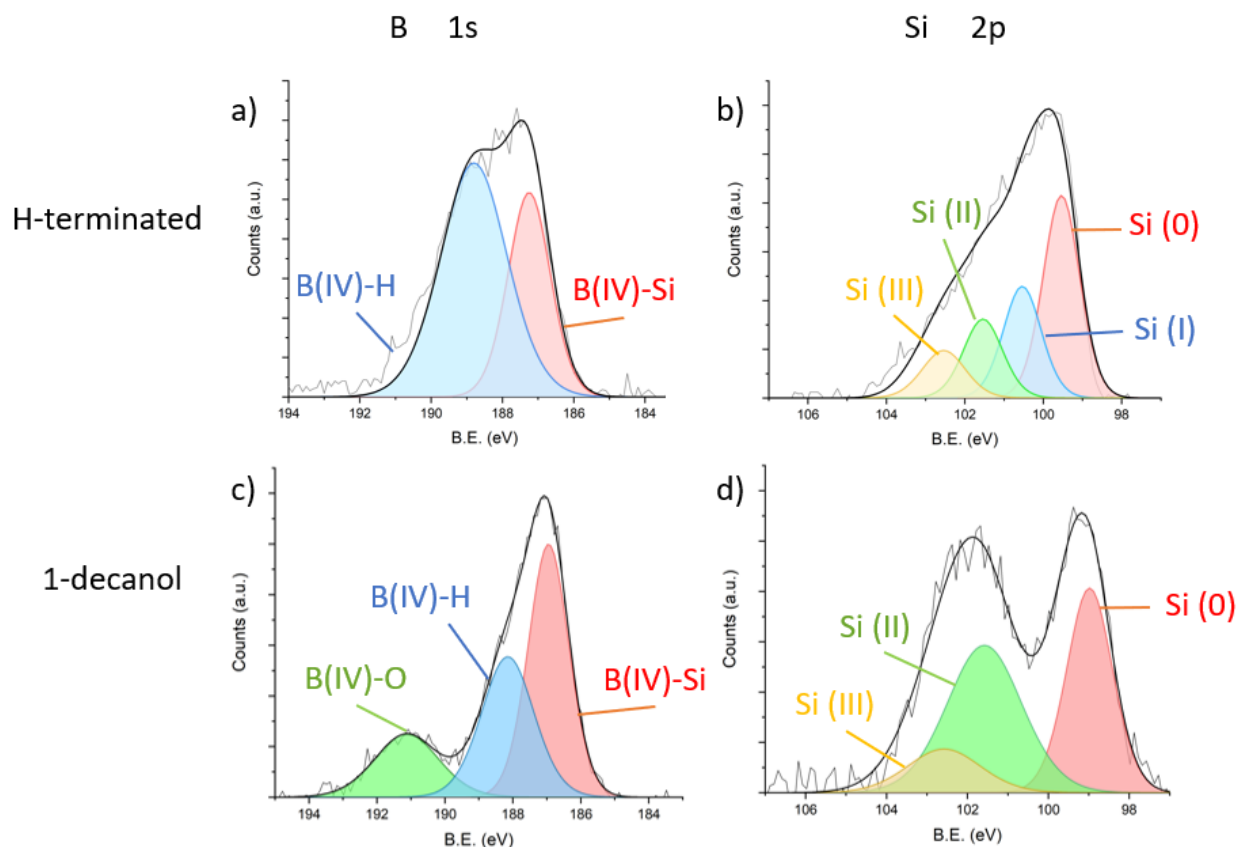 B 1s
Si 2p
H-terminated
a)
Counts (a.u.)
B(IV)-H
B(IV)-Si
194 192 190 188 186 184
B.E. (eV)
b)
Counts (a.u.)
Si (III)
Si (II)
Si (0)
Si (I)
106 104 102 100 98
B.E. (eV)
1-decanol
c)
Counts (a.u.)
B(IV)-O
B(IV)-H
B(IV)-Si
194 192 190 188 186 184
B.E. (eV)
d)
Counts (a.u.)
Si (III)
Si (II)
Si (0)
106 104 102 100 98
B.E. (eV)